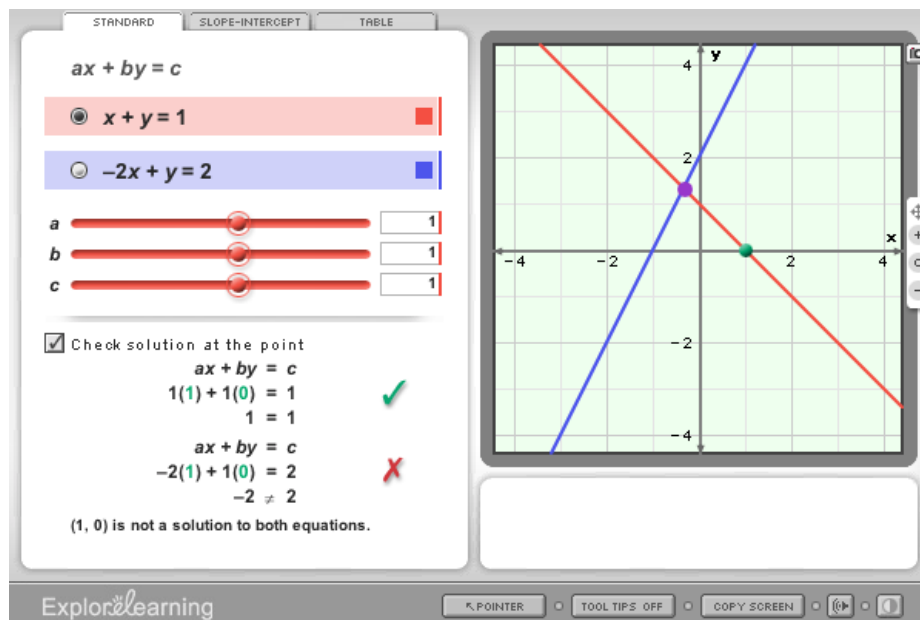 STANDARD
SLOPE-INTERCEPT
TABLE
ax + by = c
x + y = 1
–2x + y = 2
a 1
b 1
c 1
Check solution at the point
ax + by = c
1(1) + 1(0) = 1
1 = 1
ax + by = c
–2(1) + 1(0) = 2
–2 ≠ 2
(1, 0) is not a solution to both equations.
y
4
2
x
–4
–2
2
4
–2
–4
ExploreLearning
POINTER
TOOL TIPS OFF
COPY SCREEN